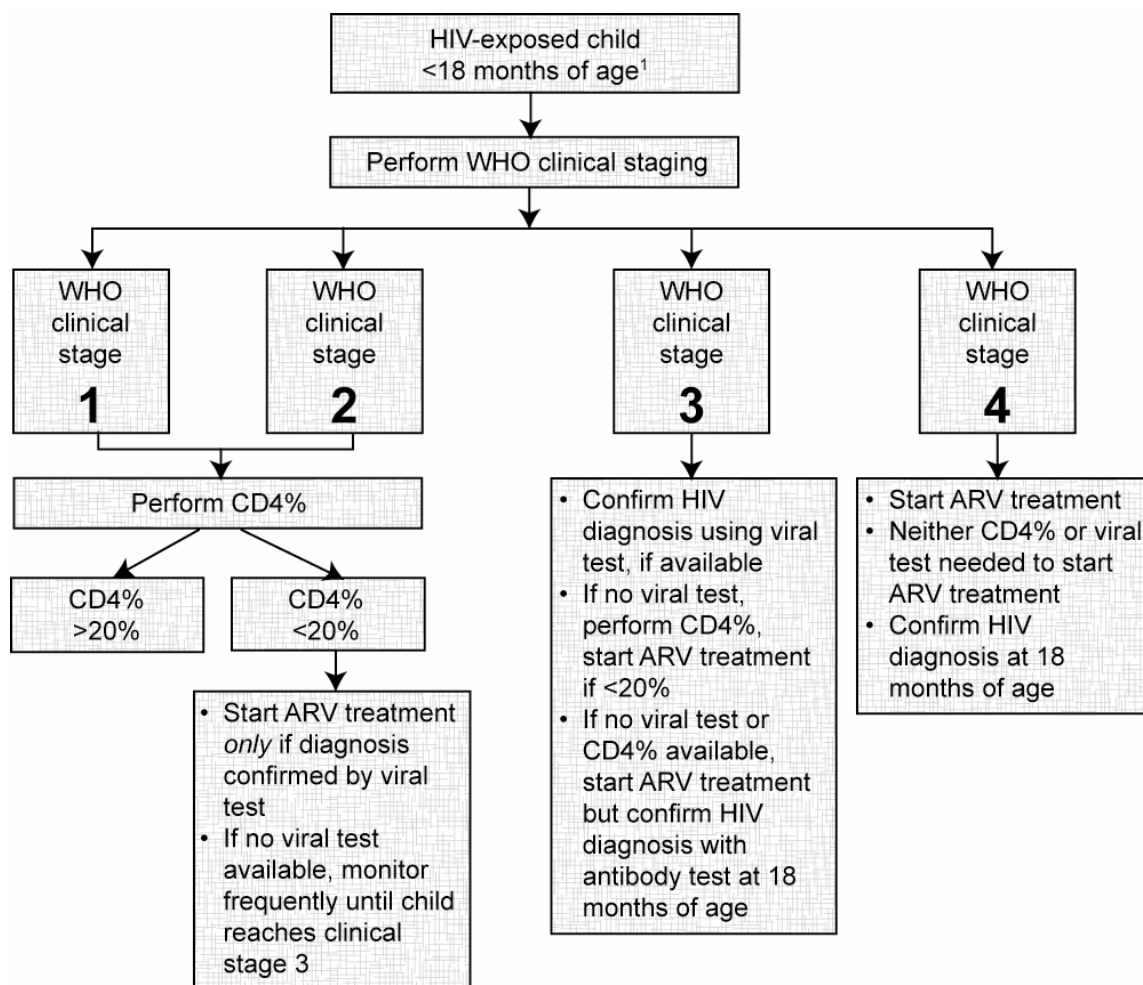 HIV-exposed child
<18 months of age1
Perform WHO clinical staging
WHO
clinical
stage
1
WHO
clinical
stage
2
WHO
clinical
stage
3
WHO
clinical
stage
4
Perform CD4%
CD4%
>20%
CD4%
<20%
• Start ARV treatment
only if diagnosis
confirmed by viral
test
• If no viral test
available, monitor
frequently until child
reaches clinical
stage 3
• Confirm HIV
diagnosis using viral
test, if available
• If no viral test,
perform CD4%,
start ARV treatment
if <20%
• If no viral test or
CD4% available,
start ARV treatment
but confirm HIV
diagnosis with
antibody test at 18
months of age
• Start ARV treatment
• Neither CD4% or viral
test needed to start
ARV treatment
• Confirm HIV
diagnosis at 18
months of age